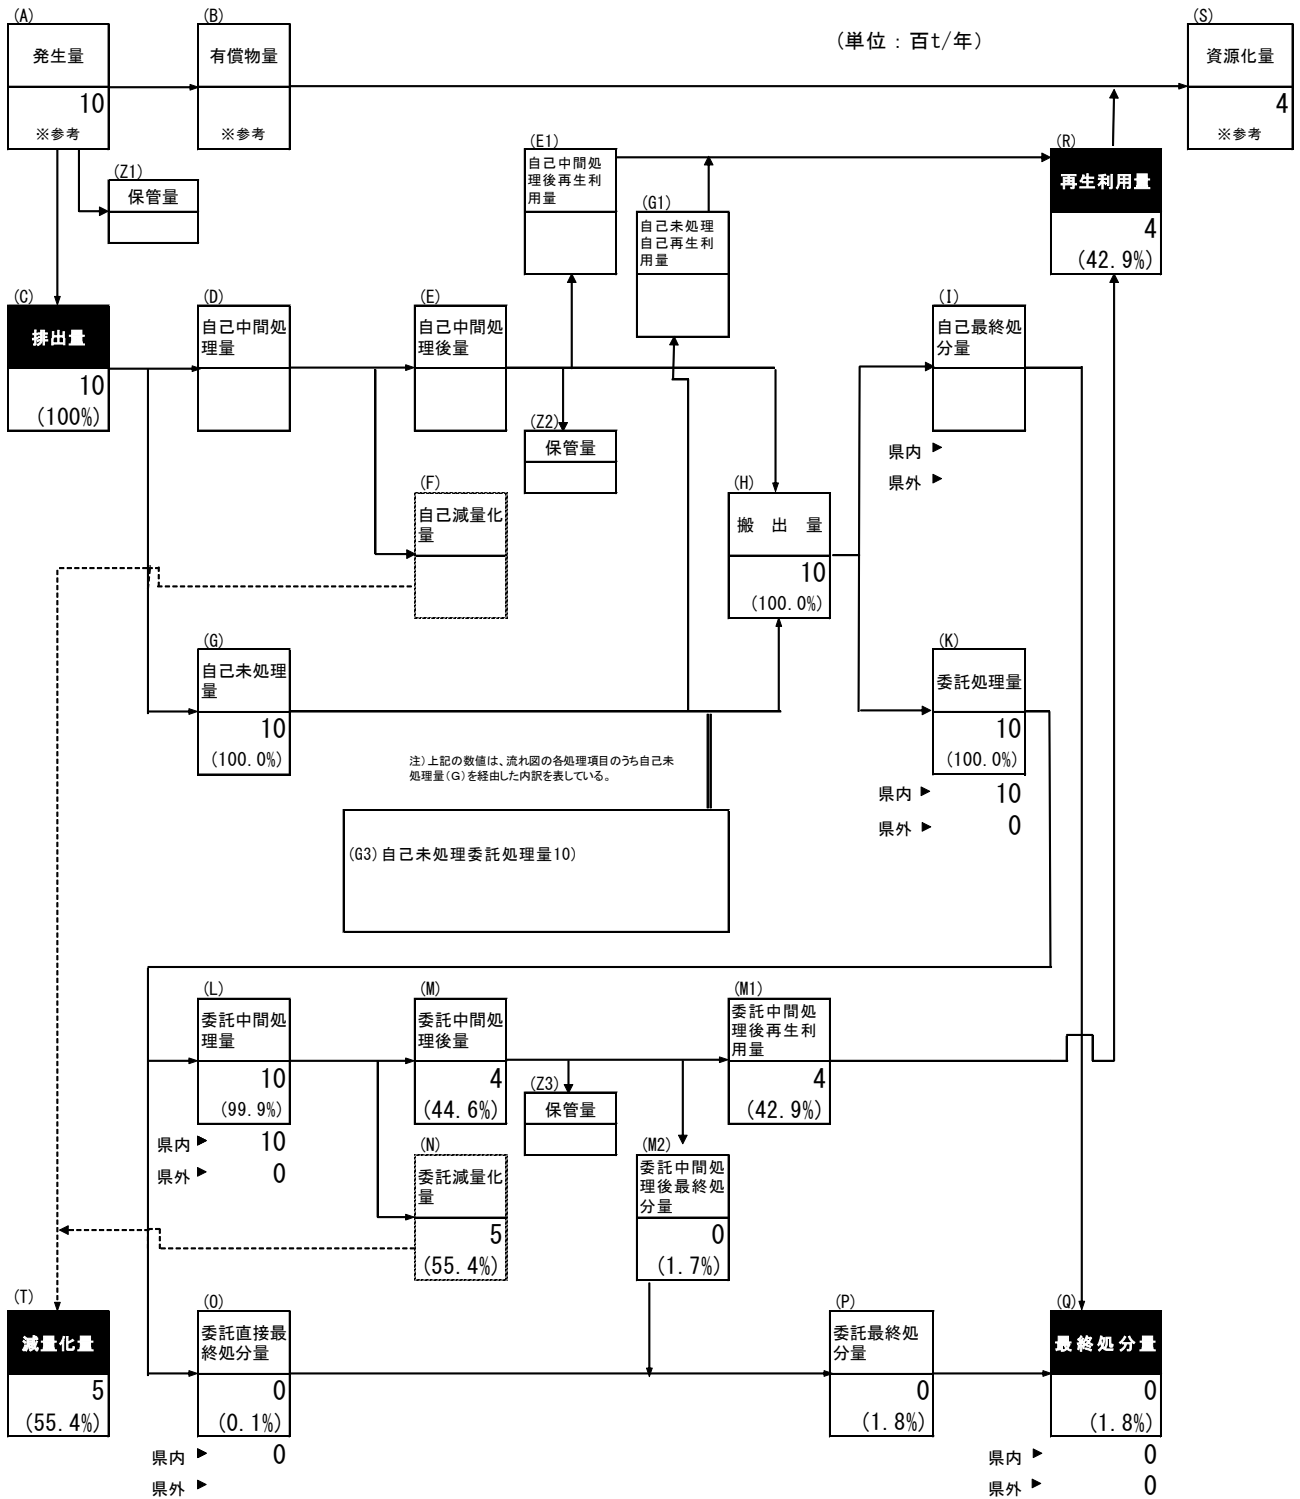 (A)
発生量
10
※参考
(B)
有償物量
※参考
(単位：百t/年)
(S)
資源化量
4
※参考
(Z1)
保管量
(E1)
自己中間処
理後再生利
用量
(G1)
自己未処理
自己再生利
用量
(R)
再生利用量
4
(42.9%)
(C)
排出量
10
(100%)
(D)
自己中間処
理量
(E)
自己中間処
理後量
(Z2)
保管量
(F)
自己減量化
量
(I)
自己最終処
分量
県内 ▶
県外 ▶
(H)
搬 出 量
10
(100.0%)
(G)
自己未処理
量
10
(100.0%)
(K)
委託処理量
10
(100.0%)
県内 ▶ 10
県外 ▶ 0
注)上記の数値は、流れ図の各処理項目のうち自己未
処理量(G)を経由した内訳を表している。
(G3)自己未処理委託処理量10)
(L)
委託中間処
理量
10
(99.9%)
県内 ▶ 10
県外 ▶ 0
(M)
委託中間処
理後量
4
(44.6%)
(Z3)
保管量
(M1)
委託中間処
理後再生利
用量
4
(42.9%)
(N)
委託減量化
量
5
(55.4%)
(M2)
委託中間処
理後最終処
分量
0
(1.7%)
(T)
減量化量
5
(55.4%)
(O)
委託直接最
終処分量
0
(0.1%)
県内 ▶ 0
県外 ▶
(P)
委託最終処
分量
0
(1.8%)
(Q)
最終処分量
0
(1.8%)
県内 ▶ 0
県外 ▶ 0